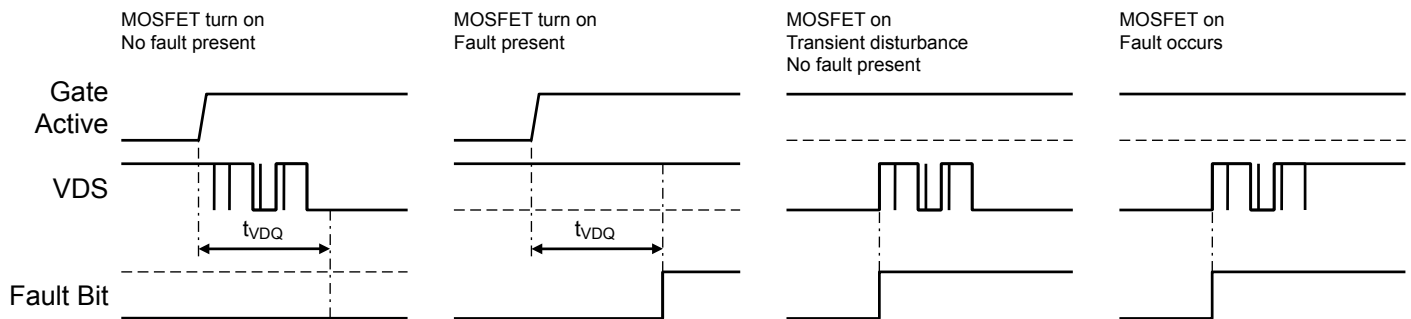 MOSFET turn on
No fault present
MOSFET turn on
Fault present
MOSFET on
Transient disturbance
No fault present
MOSFET on
Fault occurs
Gate
Active
VDS
tVDQ
tVDQ
Fault Bit